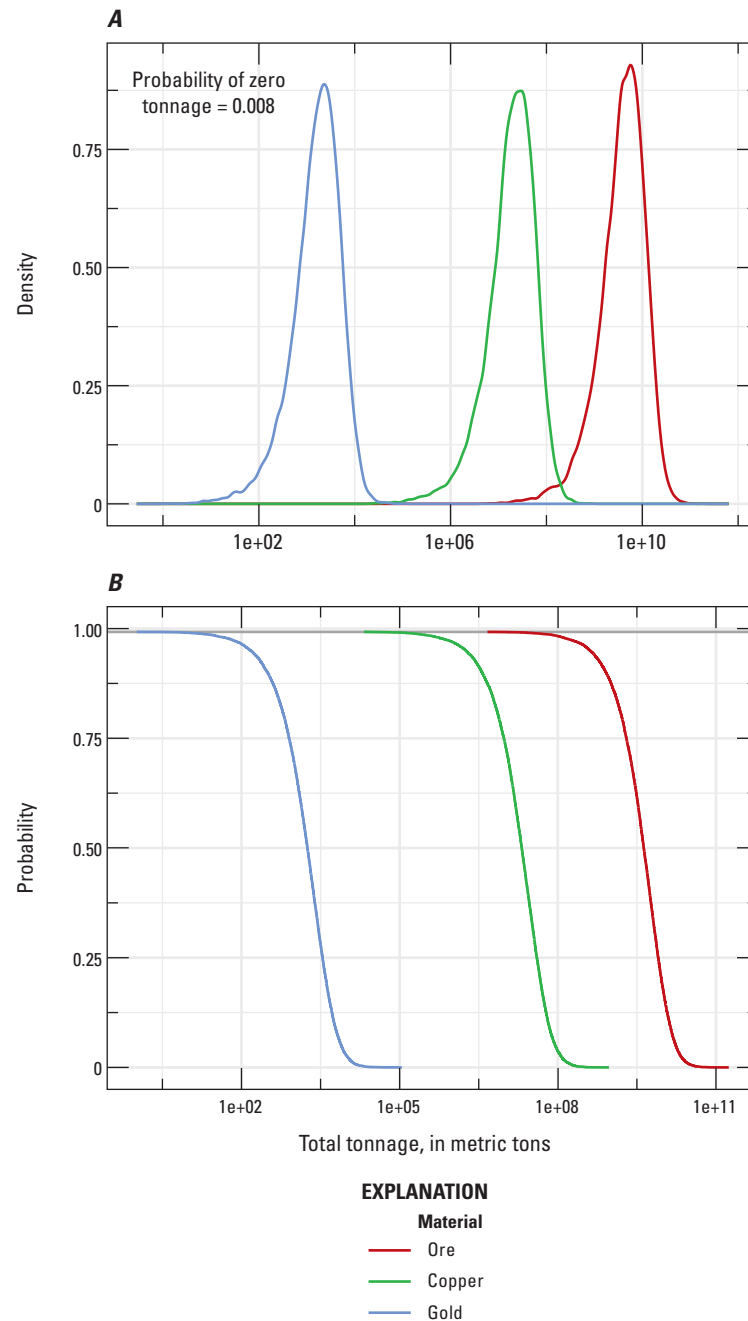 A
Probability of zero
tonnage = 0.008
Density
0.75
0.50
0.25
0
1e+02 1e+06 1e+10
B
Probability
1.00
0.75
0.50
0.25
0
1e+02 1e+05 1e+08 1e+11
Total tonnage, in metric tons
EXPLANATION
Material
Ore
Copper
Gold